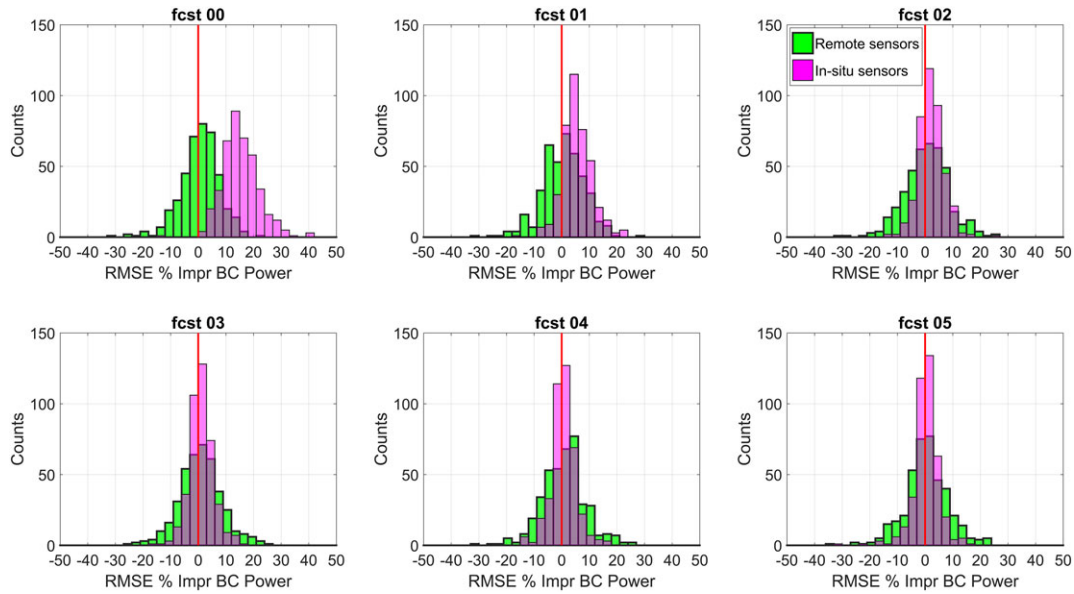 fcst 00
150
100
50
0
Counts
-50 -40 -30 -20 -10 0 10 20 30 40 50
RMSE % Impr BC Power
fcst 01
150
100
50
0
Counts
-50 -40 -30 -20 -10 0 10 20 30 40 50
RMSE % Impr BC Power
fcst 02
Remote sensors
In-situ sensors
150
100
50
0
Counts
-50 -40 -30 -20 -10 0 10 20 30 40 50
RMSE % Impr BC Power
fcst 03
150
100
50
0
Counts
-50 -40 -30 -20 -10 0 10 20 30 40 50
RMSE % Impr BC Power
fcst 04
150
100
50
0
Counts
-50 -40 -30 -20 -10 0 10 20 30 40 50
RMSE % Impr BC Power
fcst 05
150
100
50
0
Counts
-50 -40 -30 -20 -10 0 10 20 30 40 50
RMSE % Impr BC Power